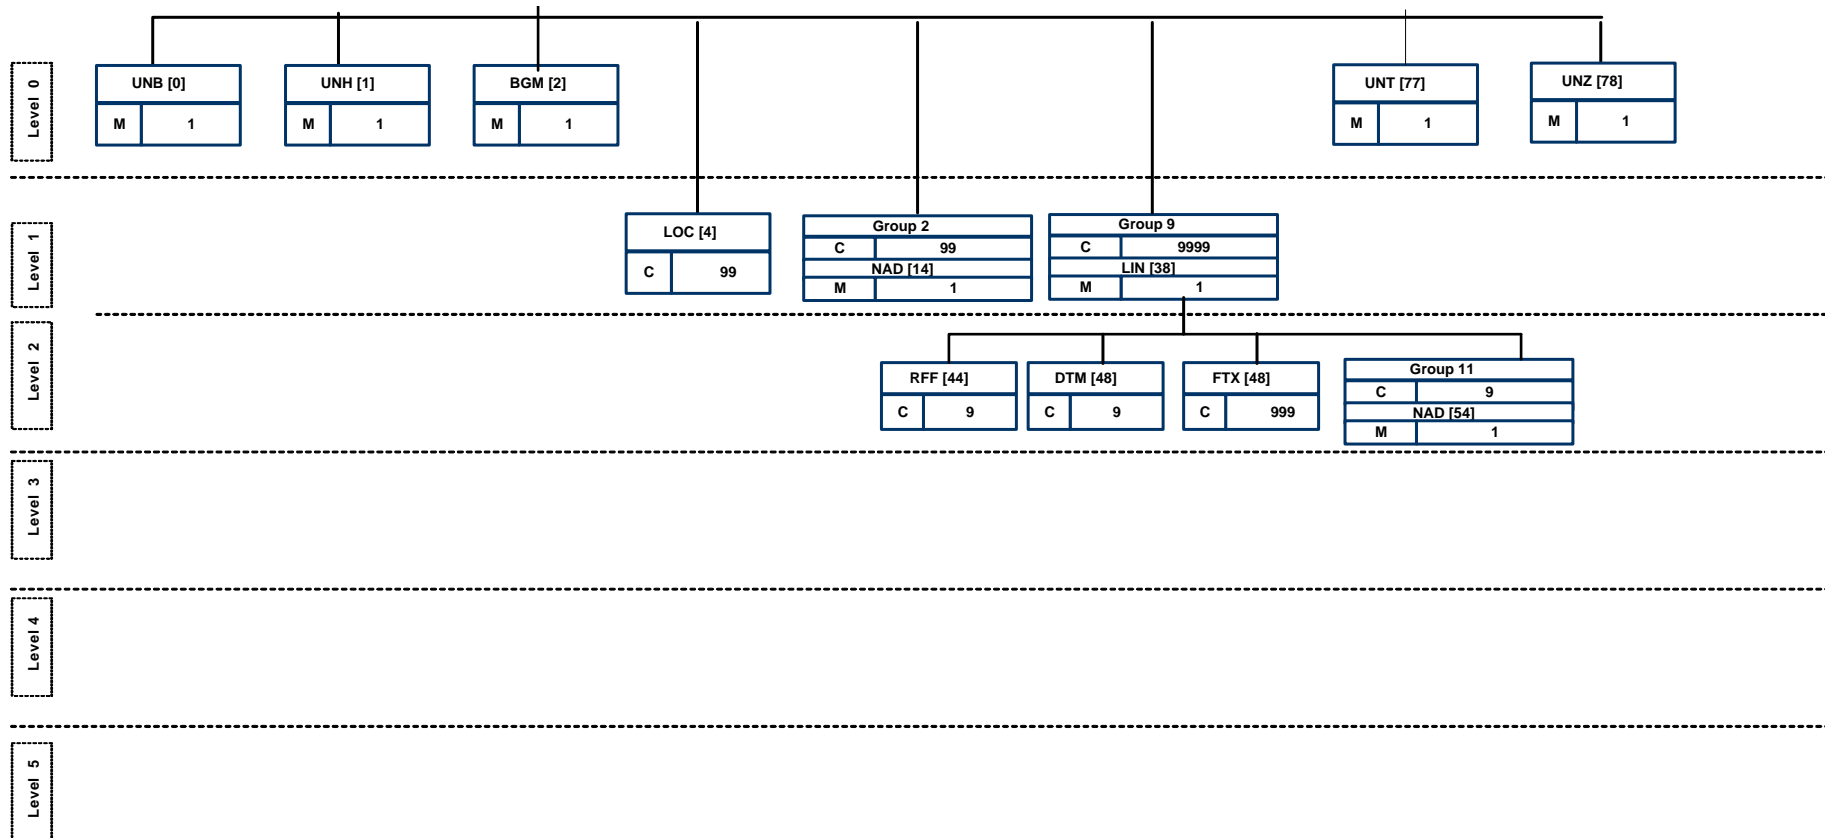 Level 0
UNB [0]
M 1
UNH [1]
M 1
BGM [2]
M 1
UNT [77]
M 1
UNZ [78]
M 1
Level 1
LOC [4]
C 99
Group 2
C 99
NAD [14]
M 1
Group 9
C 9999
LIN [38]
M 1
Level 2
RFF [44]
C 9
DTM [48]
C 9
FTX [48]
C 999
Group 11
C 9
NAD [54]
M 1
Level 3
Level 4
Level 5